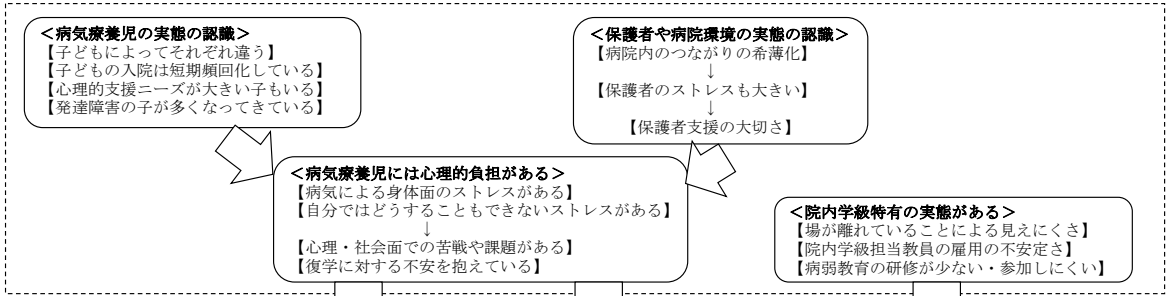 ＜病気療養児の実態の認識＞
【子どもによってそれぞれ違う】
【子どもの入院は短期頻回化している】
【心理的支援ニーズが大きい子もいる】
【発達障害の子が多くなってきている】
＜保護者や病院環境の実態の認識＞
【病院内のつながりの希薄化】
↓
【保護者のストレスも大きい】
↓
【保護者支援の大切さ】
＜病気療養児には心理的負担がある＞
【病気による身体面のストレスがある】
【自分ではどうすることもできないストレスがある】
↓
【心理・社会面での苦戦や課題がある】
【復学に対する不安を抱えている】
＜院内学級特有の実態がある＞
【場が離れていることによる見えにくさ】
【院内学級担当教員の雇用の不安定さ】
【病弱教育の研修が少ない・参加しにくい】